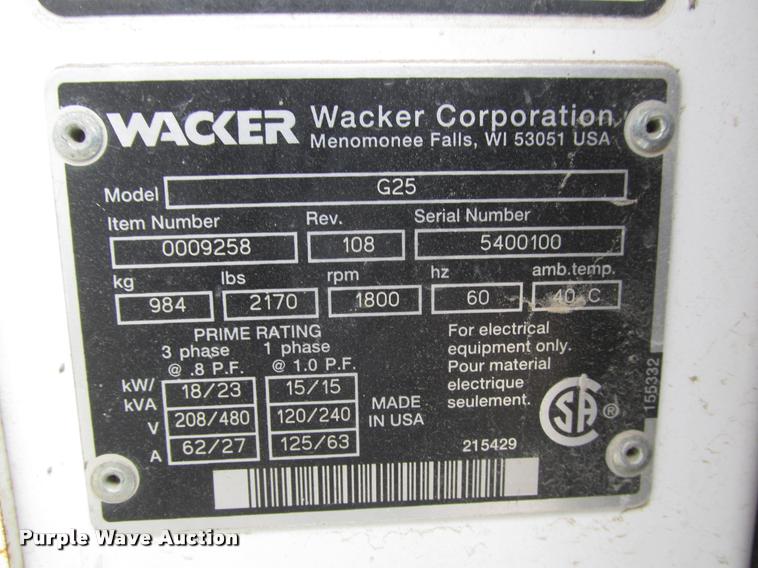 WACKER Wacker Corporation
Menomonee Falls, WI 53051 USA
Model G25
Item Number Rev. Serial Number
0009258 108 5400100
kg lbs rpm hz amb.temp.
984 2170 1800 60 40 C
PRIME RATING
3 phase 1 phase
@ .8 P.F. @ 1.0 P.F.
kW/ kVA 18/23 15/15
V 208/480 120/240
A 62/27 125/63
MADE
IN USA
For electrical
equipment only.
Pour material
electrique
seulement.
SA ®
215429
155332
Purple Wave Auction